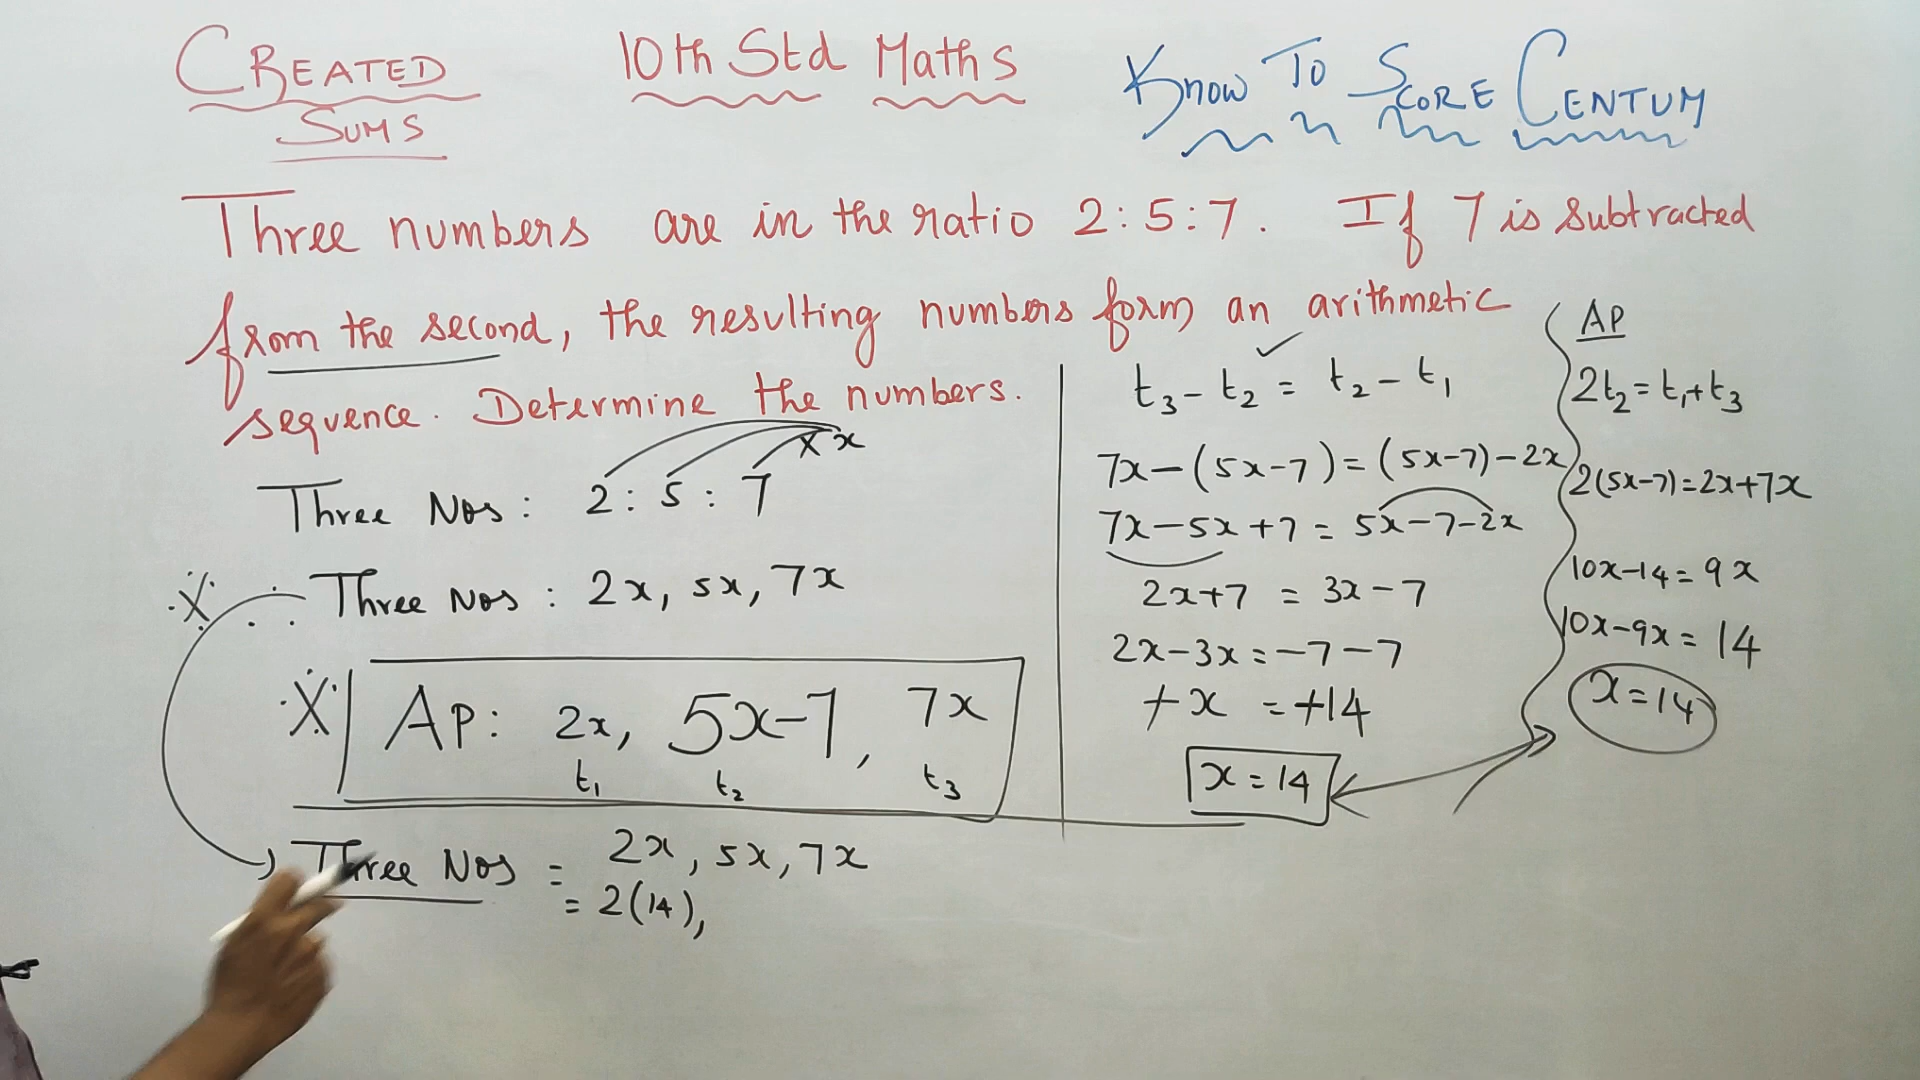 CREATED SUMS
10th Std Maths
Know To Score Centum
Three numbers are in the ratio 2:5:7. If 7 is subtracted
from the second, the resulting numbers form an arithmetic
sequence. Determine the numbers.
× x
Three Nos : 2 : 5 : 7
∴ Three Nos : 2x, 5x, 7x
AP: 2x, 5x-7, 7x
t₁ t₂ t₃
Three Nos = 2x, 5x, 7x
= 2(14),
t₃ - t₂ = t₂ - t₁
7x-(5x-7)=(5x-7)-2x
7x-5x+7 = 5x-7-2x
2x+7 = 3x-7
2x-3x=-7-7
+x = +14
x = 14
AP
2t₂ = t₁+t₃
2(5x-7)=2x+7x
10x-14=9x
10x-9x=14
x=14